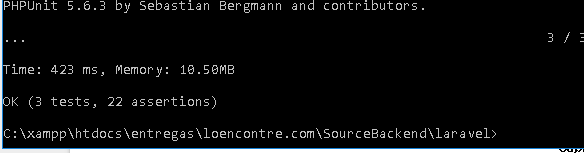 PHPUnit 5.6.3 by Sebastian Bergmann and contributors.
... 3 / 3
Time: 423 ms, Memory: 10.50MB
OK (3 tests, 22 assertions)
C:\xampp\htdocs\entregas\loencontre.com\SourceBackend\laravel>